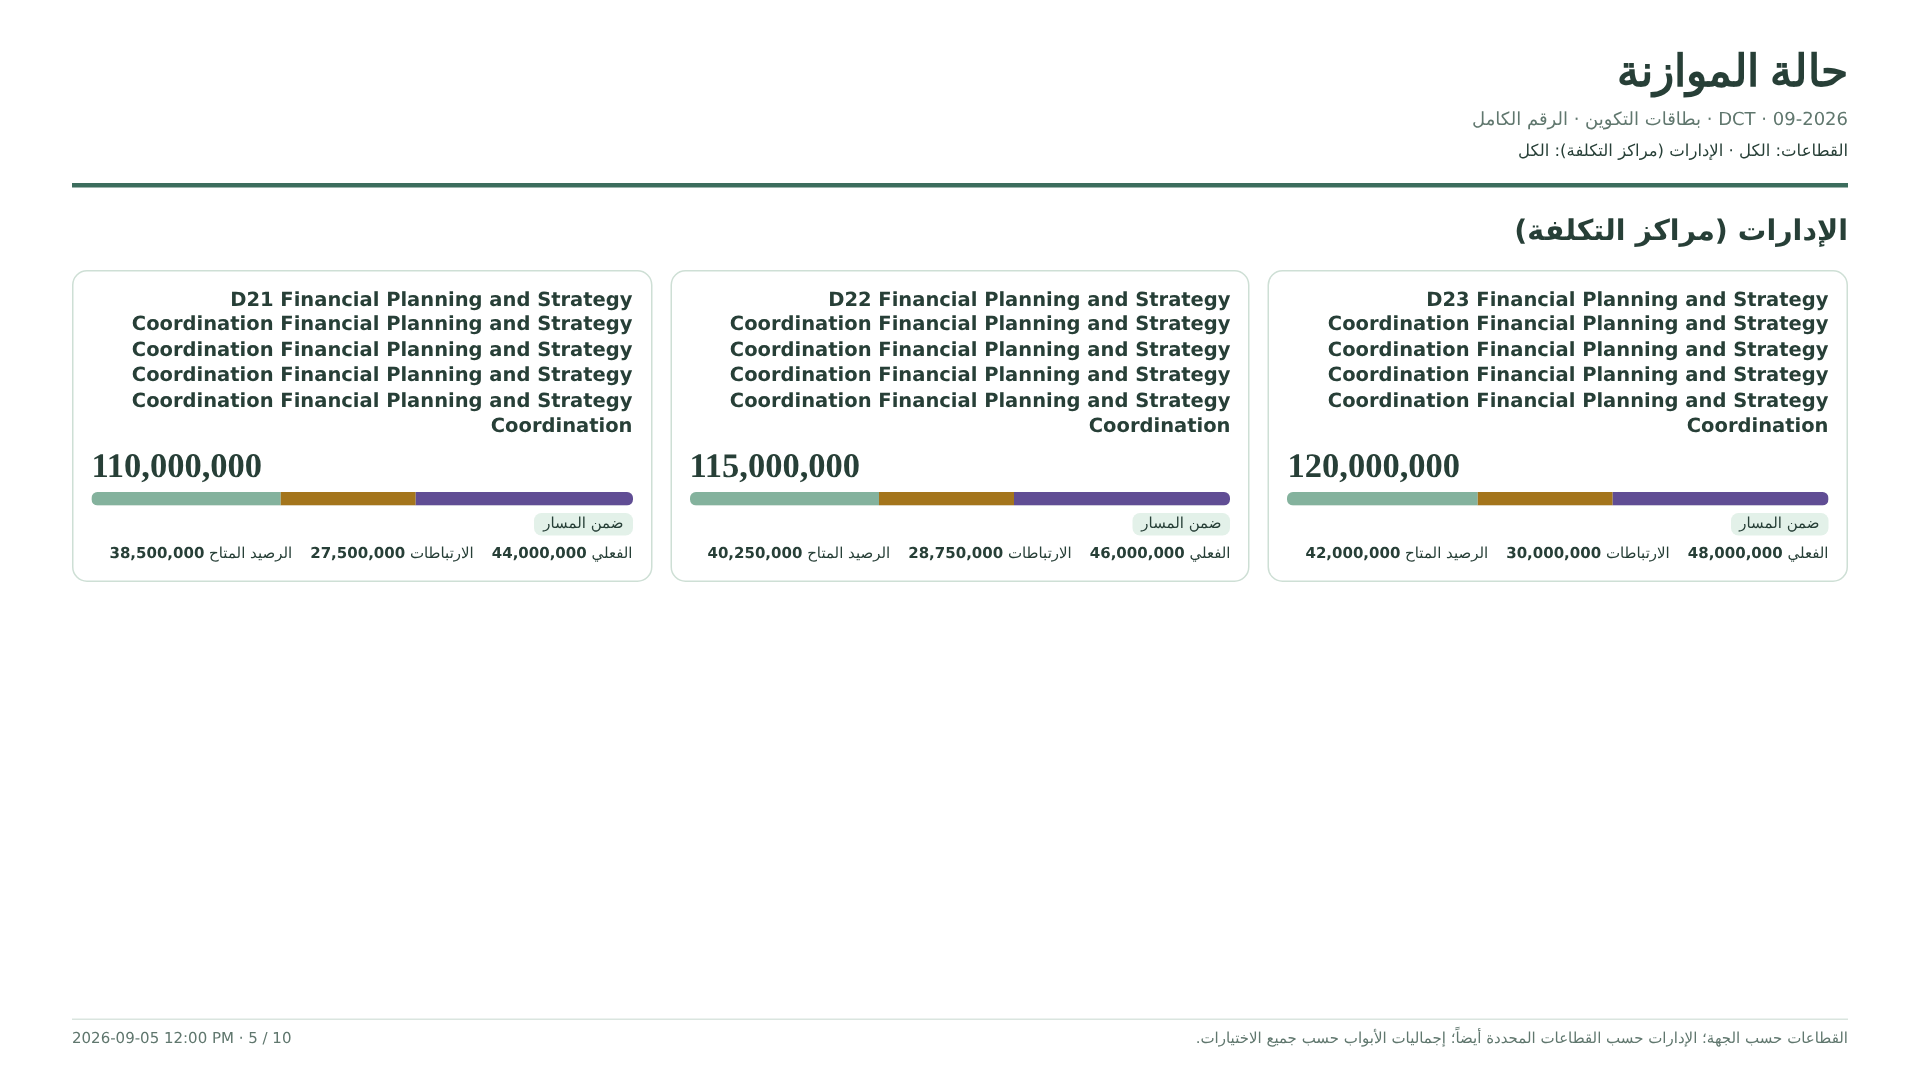 حالة الموازنة
DCT · 09-2026 · بطاقات التكوين · الرقم الكامل
القطاعات: الكل · الإدارات (مراكز التكلفة): الكل
الإدارات (مراكز التكلفة)
D23 Financial Planning and Strategy
Coordination Financial Planning and Strategy
Coordination Financial Planning and Strategy
Coordination Financial Planning and Strategy
Coordination Financial Planning and Strategy
Coordination
120,000,000
ضمن المسار
الفعلي 48,000,000 الارتباطات 30,000,000 الرصيد المتاح 42,000,000
D22 Financial Planning and Strategy
Coordination Financial Planning and Strategy
Coordination Financial Planning and Strategy
Coordination Financial Planning and Strategy
Coordination Financial Planning and Strategy
Coordination
115,000,000
ضمن المسار
الفعلي 46,000,000 الارتباطات 28,750,000 الرصيد المتاح 40,250,000
D21 Financial Planning and Strategy
Coordination Financial Planning and Strategy
Coordination Financial Planning and Strategy
Coordination Financial Planning and Strategy
Coordination Financial Planning and Strategy
Coordination
110,000,000
ضمن المسار
الفعلي 44,000,000 الارتباطات 27,500,000 الرصيد المتاح 38,500,000
القطاعات حسب الجهة؛ الإدارات حسب القطاعات المحددة أيضاً؛ إجماليات الأبواب حسب جميع الاختيارات.
2026-09-05 12:00 PM · 5 / 10